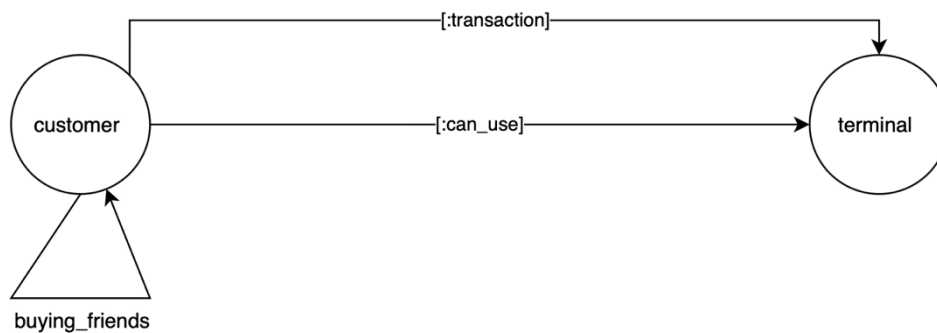 [:transaction]
customer
[:can_use]
terminal
buying_friends